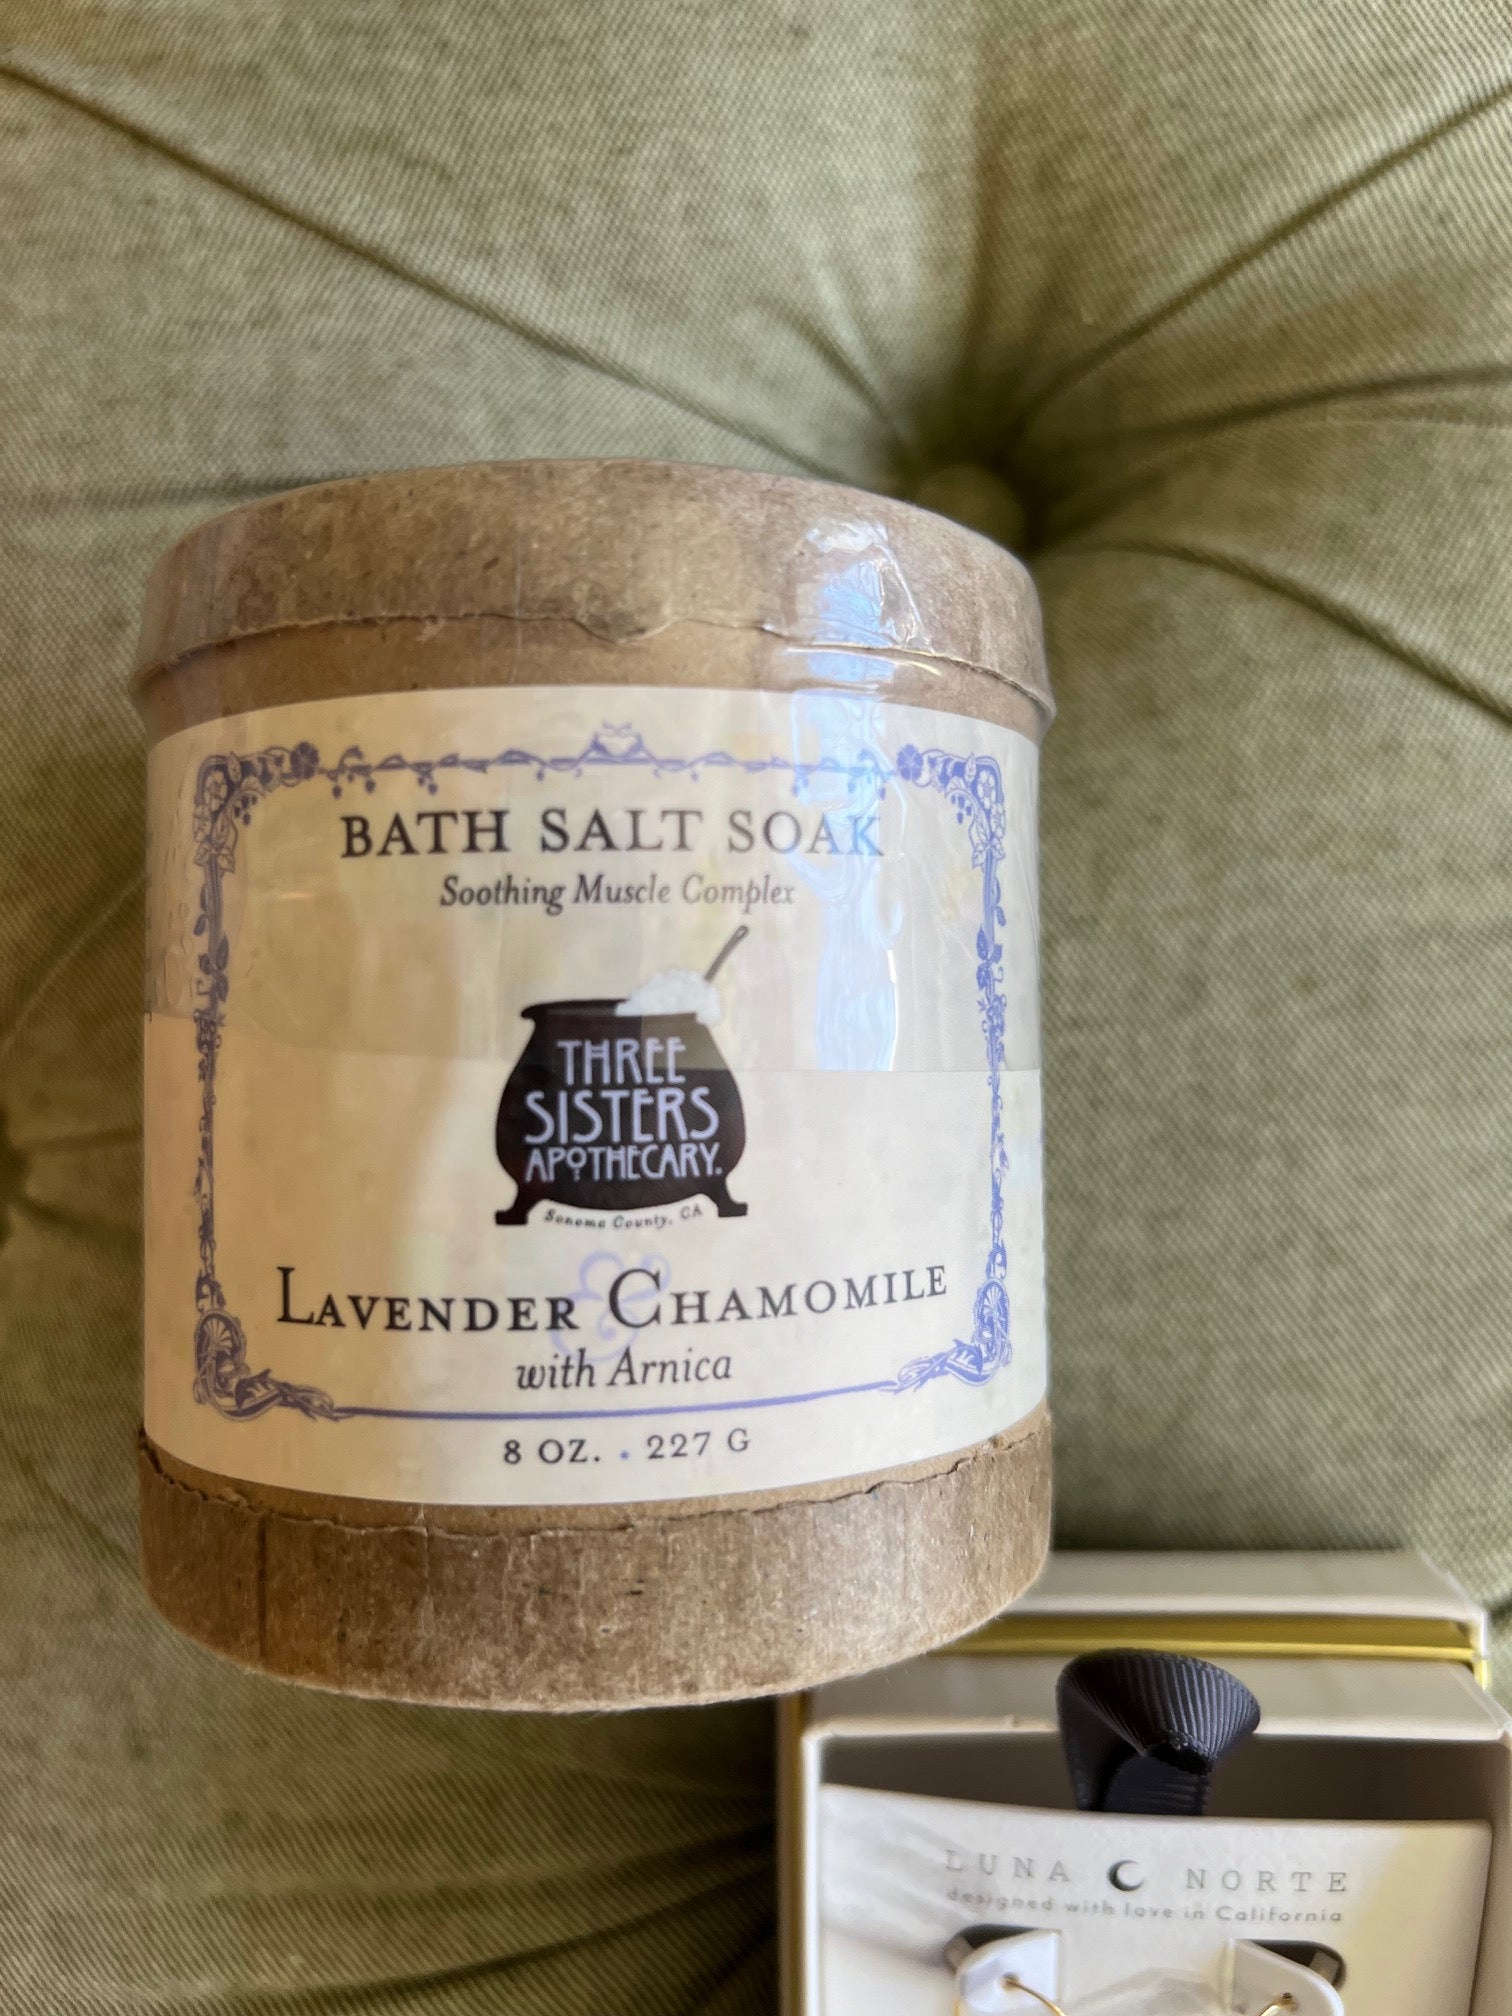 BATH SALT SOAK
Soothing Muscle Complex
THREE
SISTERS
APOTHECARY.
Sonoma County, CA
&
LAVENDER CHAMOMILE
with Arnica
8 OZ. . 227 G
LUNA NORTE
designed with love in California